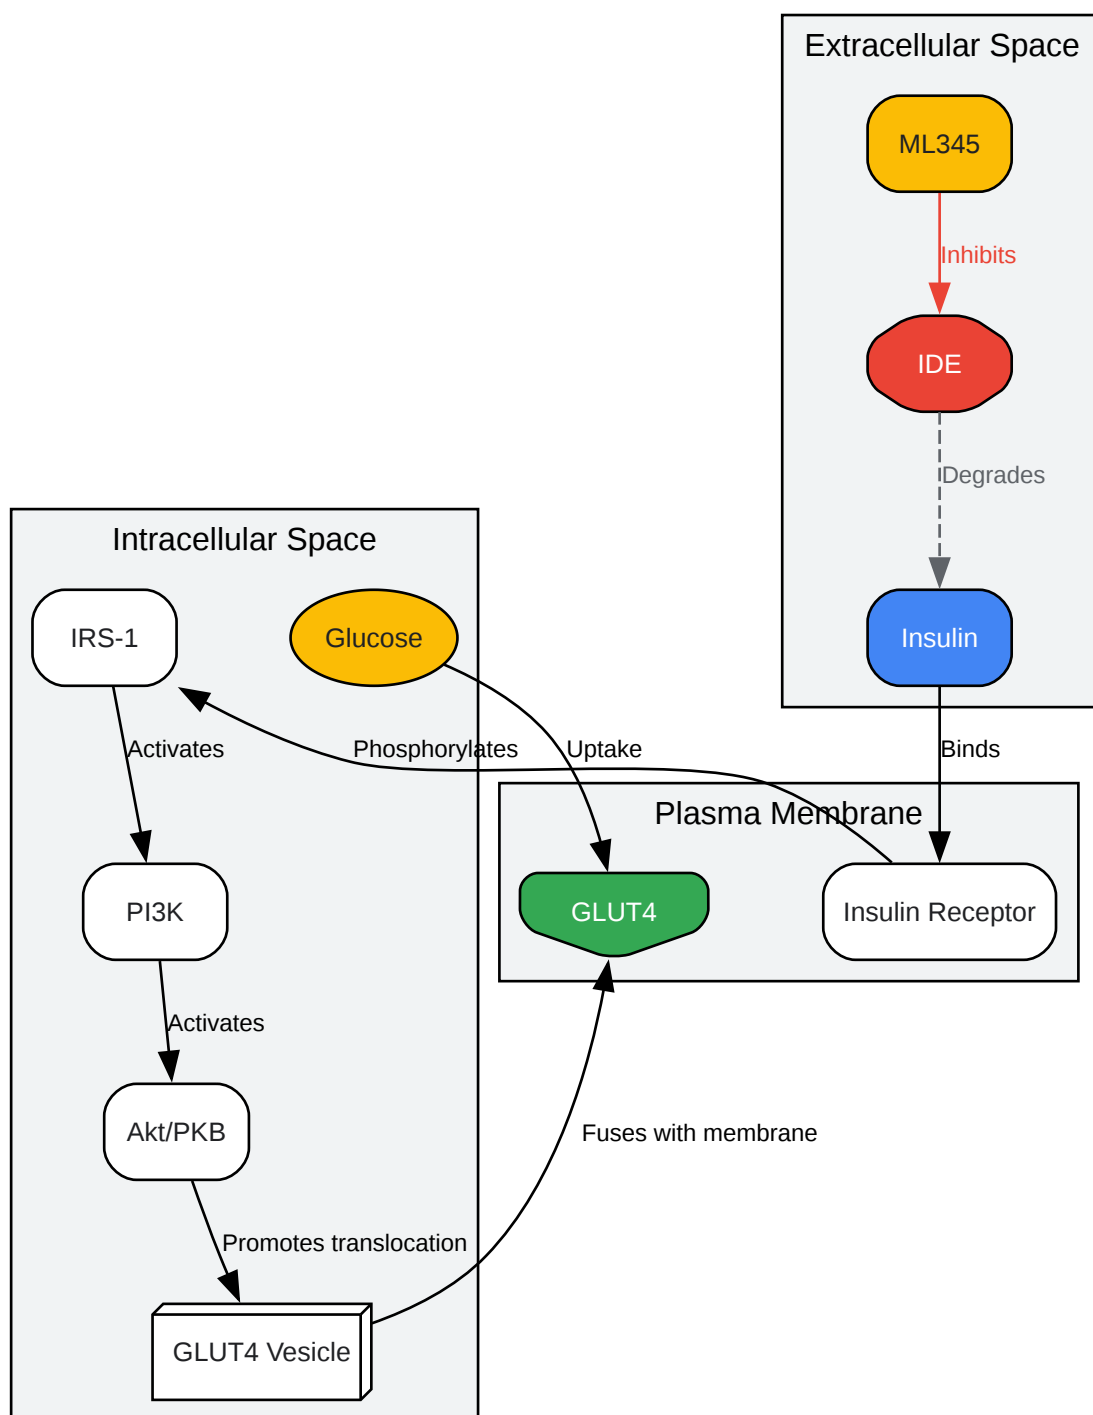 Extracellular Space
ML345
Inhibits
IDE
Degrades
Insulin
Binds
Intracellular Space
IRS-1
Glucose
Activates
Phosphorylates
Uptake
Plasma Membrane
PI3K
GLUT4
Insulin Receptor
Activates
Akt/PKB
Fuses with membrane
Promotes translocation
GLUT4 Vesicle